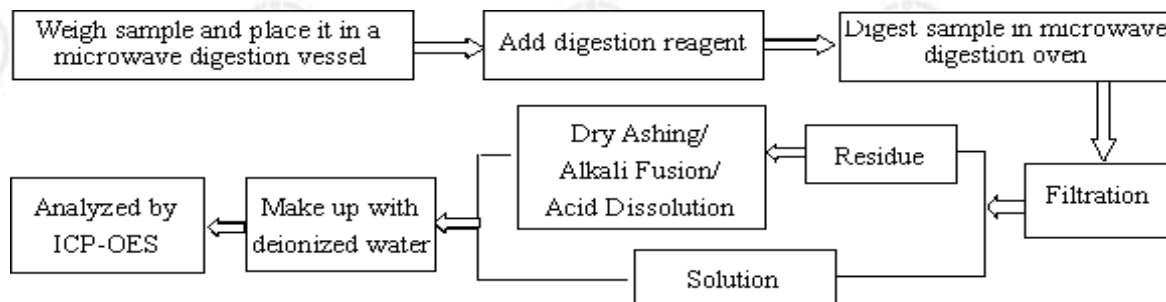 Weigh sample and place it in a
microwave digestion vessel
Add digestion reagent
Digest sample in microwave
digestion oven
Filtration
Residue
Solution
Dry Ashing/
Alkali Fusion/
Acid Dissolution
Make up with
deionized water
Analyzed by
ICP-OES